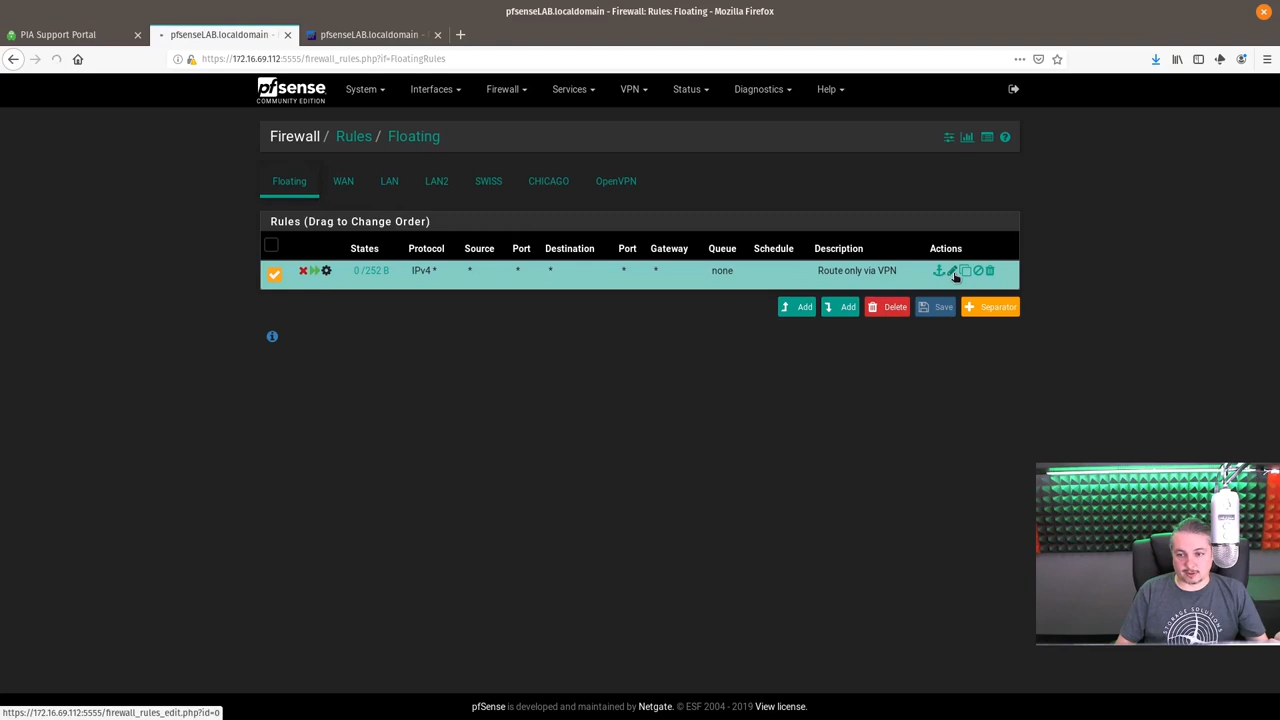 pfsenseLAB.localdomain - Firewall: Rules: Floating - Mozilla Firefox
PIA Support Portal
pfsenseLAB.localdomain -
pfsenseLAB.localdomain -
https://172.16.69.112:5555/firewall_rules.php?if=FloatingRules
pfsense
COMMUNITY EDITION
System
Interfaces
Firewall
Services
VPN
Status
Diagnostics
Help
Firewall / Rules / Floating
Floating
WAN
LAN
LAN2
SWISS
CHICAGO
OpenVPN
Rules (Drag to Change Order)
States Protocol Source Port Destination Port Gateway Queue Schedule Description Actions
0 /252 B IPv4 * * * * * * none Route only via VPN
Add
Add
Delete
Save
Separator
STORAGE SOLUTIONS
pfSense is developed and maintained by Netgate. © ESF 2004 - 2019 View license.
https://172.16.69.112:5555/firewall_rules_edit.php?id=0